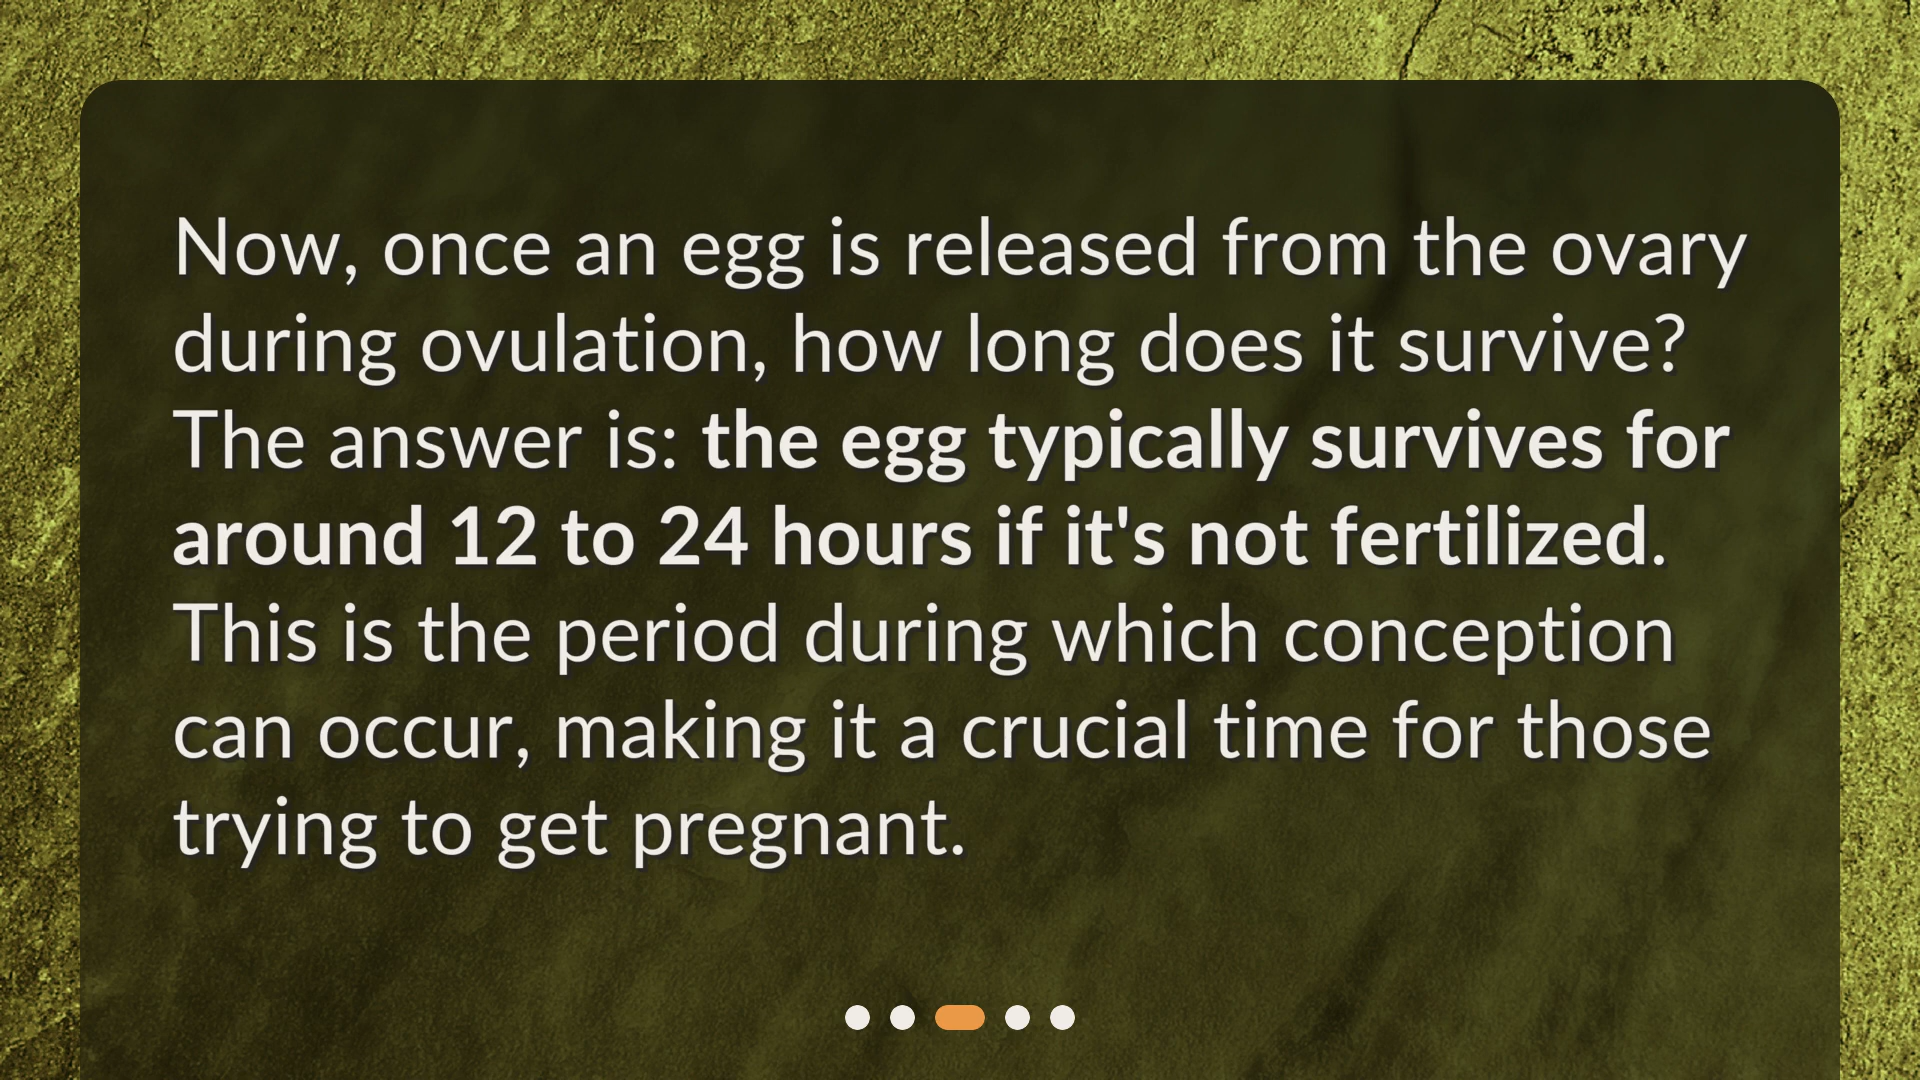 Now, once an egg is released from the ovary
during ovulation, how long does it survive?
The answer is: the egg typically survives for
around 12 to 24 hours if it's not fertilized.
This is the period during which conception
can occur, making it a crucial time for those
trying to get pregnant.